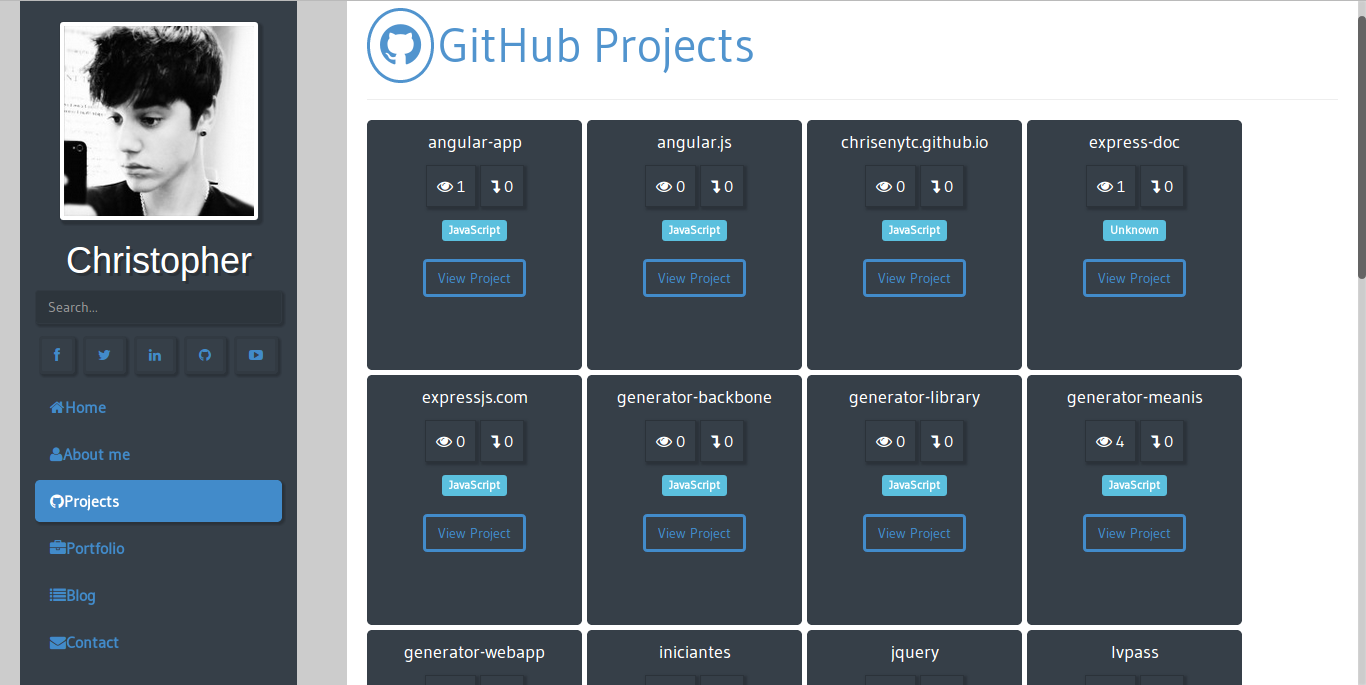 Christopher
Search...
Home
About me
Projects
Portfolio
Blog
Contact
GitHub Projects
angular-app
1 0
JavaScript
View Project
angular.js
0 0
JavaScript
View Project
chrisenytc.github.io
0 0
JavaScript
View Project
express-doc
1 0
Unknown
View Project
expressjs.com
0 0
JavaScript
View Project
generator-backbone
0 0
JavaScript
View Project
generator-library
0 0
JavaScript
View Project
generator-meanis
4 0
JavaScript
View Project
generator-webapp
iniciantes
jquery
lvpass